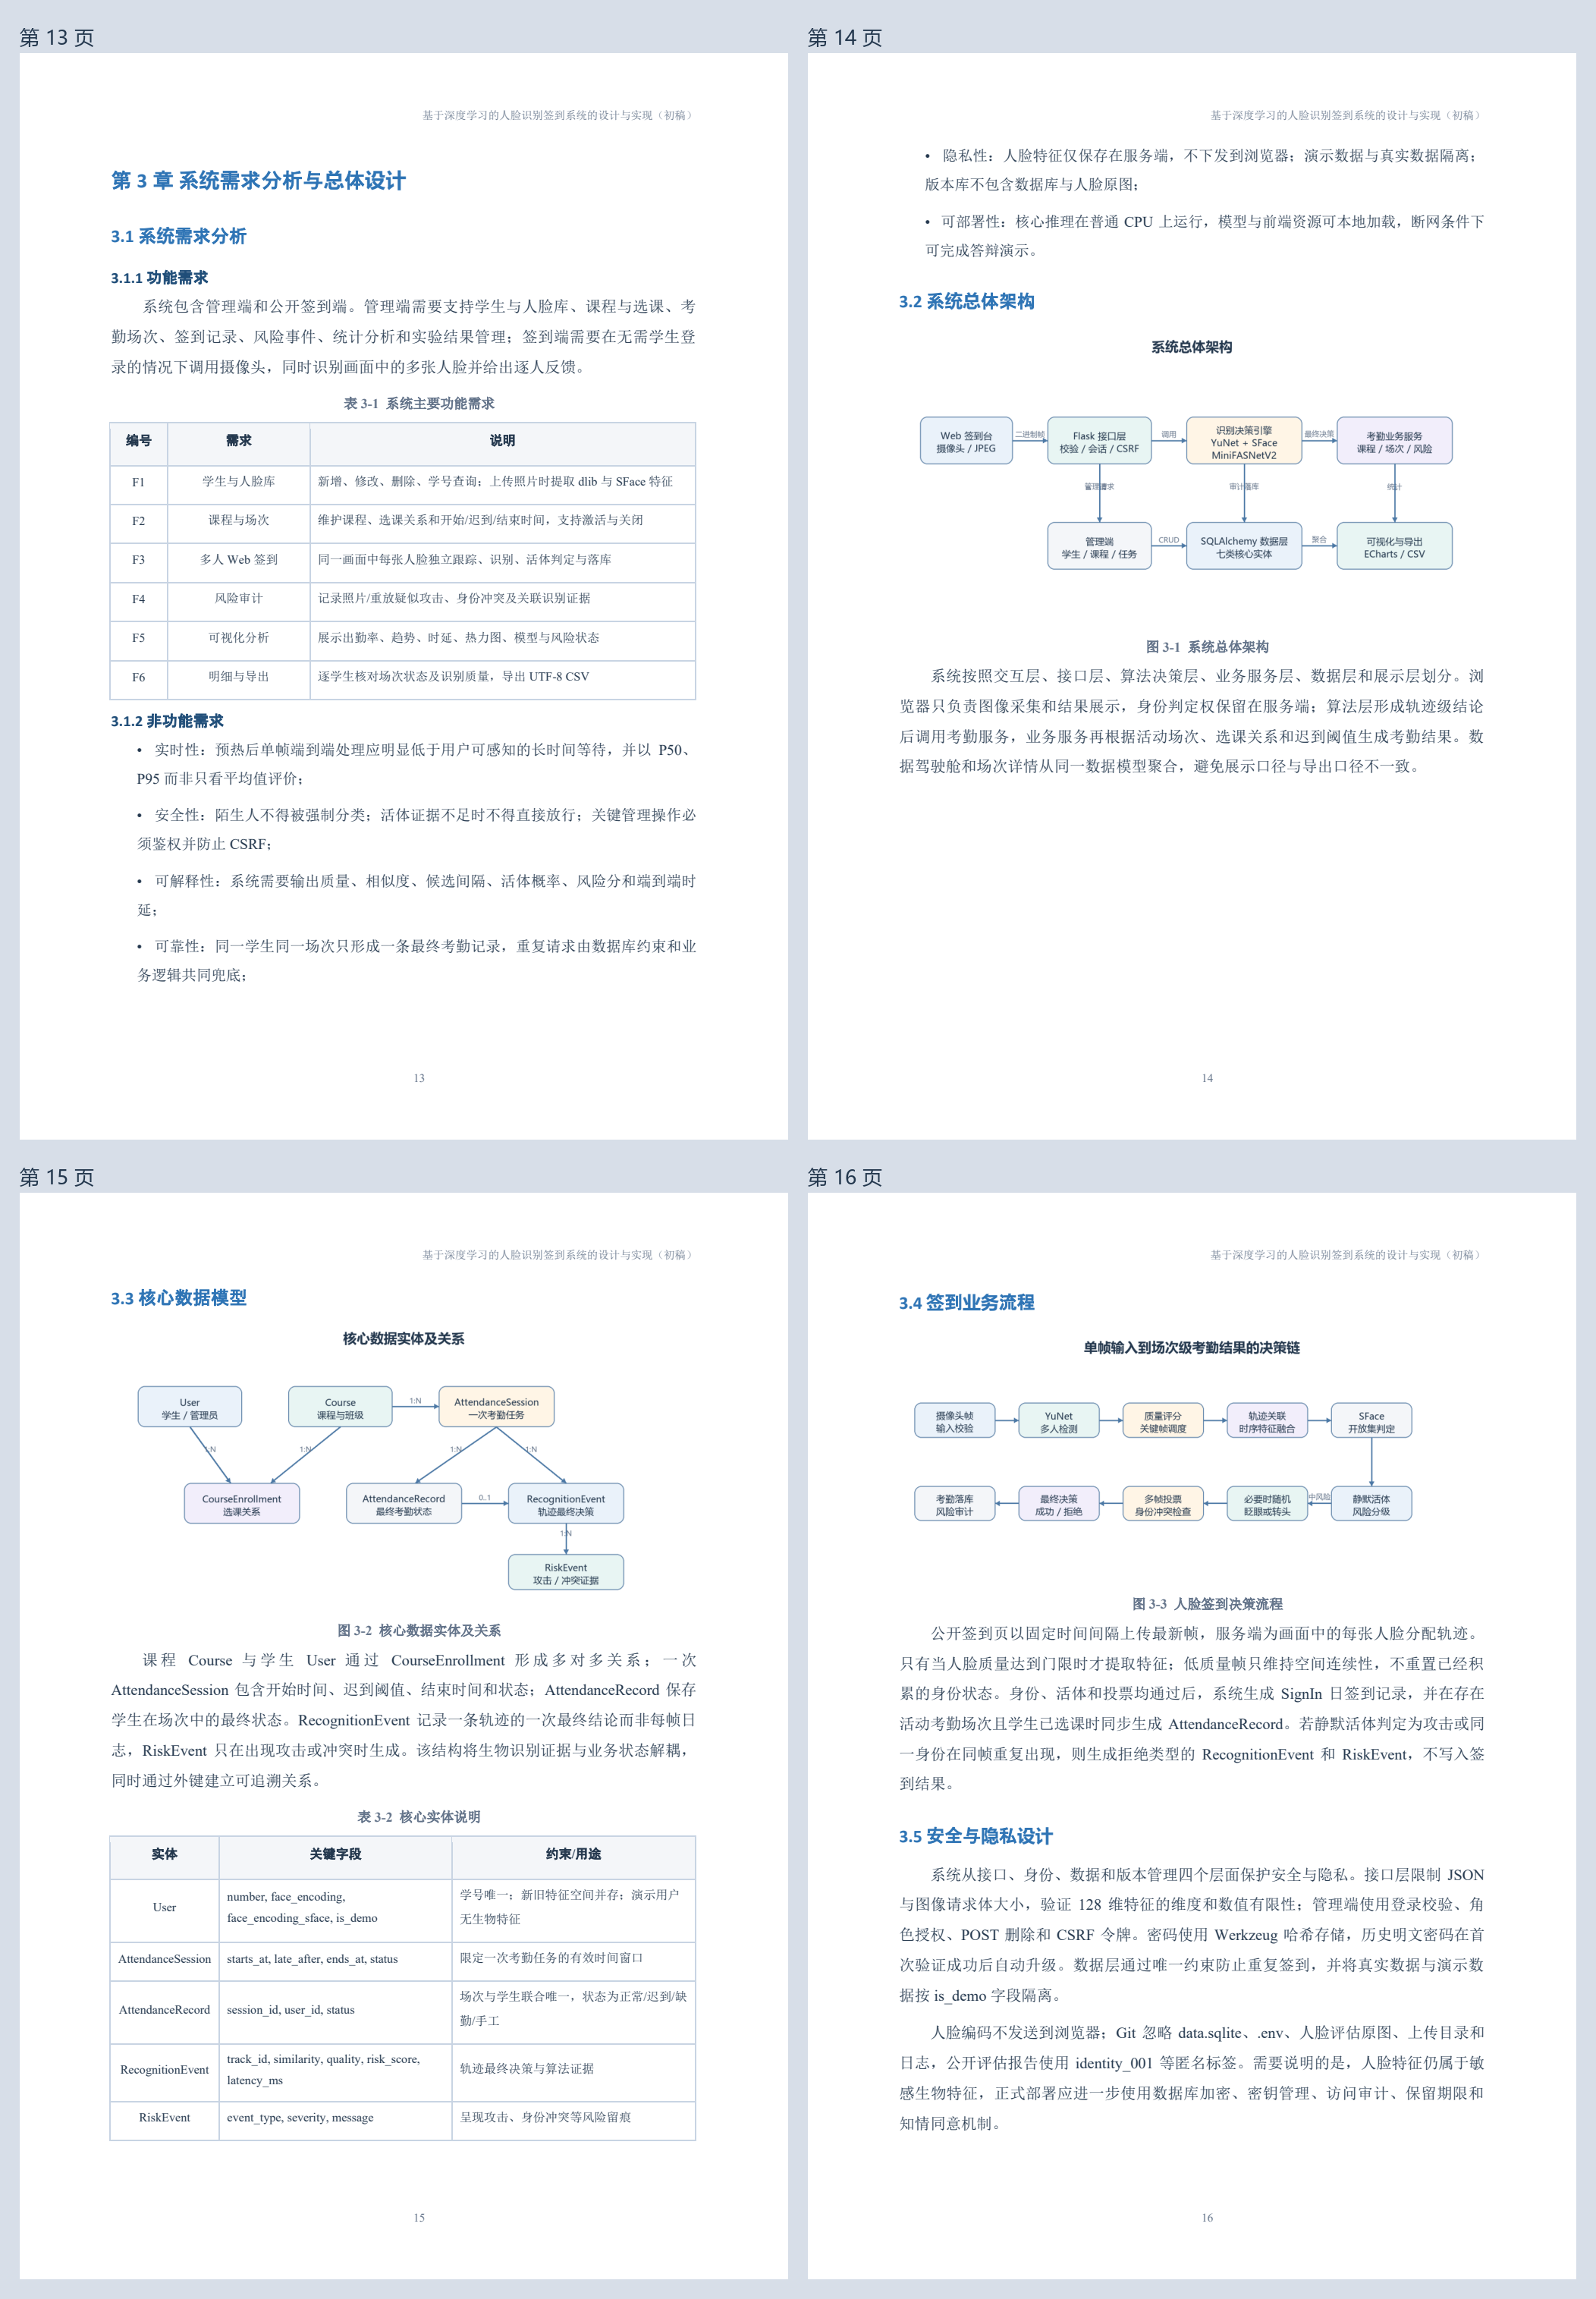 第 13 页
基于深度学习的人脸识别签到系统的设计与实现（初稿）
第 3 章 系统需求分析与总体设计
3.1 系统需求分析
3.1.1 功能需求
系统包含管理端和公开签到端。管理端需要支持学生与人脸库、课程与选课、考
勤场次、签到记录、风险事件、统计分析和实验结果管理；签到端需要在无需学生登
录的情况下调用摄像头，同时识别画面中的多张人脸并给出逐人反馈。
表 3-1 系统主要功能需求
编号 需求 说明
F1 学生与人脸库 新增、修改、删除、学号查询；上传照片时提取 dlib 与 SFace 特征
F2 课程与场次 维护课程、选课关系和开始/迟到/结束时间，支持激活与关闭
F3 多人 Web 签到 同一画面中每张人脸独立跟踪、识别、活体判定与落库
F4 风险审计 记录照片/重放疑似攻击、身份冲突及关联识别证据
F5 可视化分析 展示出勤率、趋势、时延、热力图、模型与风险状态
F6 明细与导出 逐学生核对场次状态及识别质量，导出 UTF-8 CSV
3.1.2 非功能需求
• 实时性：预热后单帧端到端处理应明显低于用户可感知的长时间等待，并以 P50、
P95 而非只看平均值评价；
• 安全性：陌生人不得被强制分类；活体证据不足时不得直接放行；关键管理操作必
须鉴权并防止 CSRF；
• 可解释性：系统需要输出质量、相似度、候选间隔、活体概率、风险分和端到端时
延；
• 可靠性：同一学生同一场次只形成一条最终考勤记录，重复请求由数据库约束和业
务逻辑共同兜底；
13
第 14 页
基于深度学习的人脸识别签到系统的设计与实现（初稿）
• 隐私性：人脸特征仅保存在服务端，不下发到浏览器；演示数据与真实数据隔离；
版本库不包含数据库与人脸原图；
• 可部署性：核心推理在普通 CPU 上运行，模型与前端资源可本地加载，断网条件下
可完成答辩演示。
3.2 系统总体架构
系统总体架构
Web 签到台
摄像头 / JPEG
二进制帧
Flask 接口层
校验 / 会话 / CSRF
调用
识别决策引擎
YuNet + SFace
MiniFASNetV2
最终决策
考勤业务服务
课程 / 场次 / 风险
管理请求
审计落库
统计
管理端
学生 / 课程 / 任务
CRUD
SQLAlchemy 数据层
七类核心实体
聚合
可视化与导出
ECharts / CSV
图 3-1 系统总体架构
系统按照交互层、接口层、算法决策层、业务服务层、数据层和展示层划分。浏
览器只负责图像采集和结果展示，身份判定权保留在服务端；算法层形成轨迹级结论
后调用考勤服务，业务服务再根据活动场次、选课关系和迟到阈值生成考勤结果。数
据驾驶舱和场次详情从同一数据模型聚合，避免展示口径与导出口径不一致。
14
第 15 页
基于深度学习的人脸识别签到系统的设计与实现（初稿）
3.3 核心数据模型
核心数据实体及关系
User
学生 / 管理员
Course
课程与班级
1:N
AttendanceSession
一次考勤任务
1:N
1:N
1:N
1:N
CourseEnrollment
选课关系
AttendanceRecord
最终考勤状态
0..1
RecognitionEvent
轨迹最终决策
1:N
RiskEvent
攻击 / 冲突证据
图 3-2 核心数据实体及关系
课程 Course 与学生 User 通过 CourseEnrollment 形成多对多关系；一次
AttendanceSession 包含开始时间、迟到阈值、结束时间和状态；AttendanceRecord 保存
学生在场次中的最终状态。RecognitionEvent 记录一条轨迹的一次最终结论而非每帧日
志，RiskEvent 只在出现攻击或冲突时生成。该结构将生物识别证据与业务状态解耦，
同时通过外键建立可追溯关系。
表 3-2 核心实体说明
实体 关键字段 约束/用途
User number, face_encoding, 学号唯一；新旧特征空间并存；演示用户
face_encoding_sface, is_demo 无生物特征
AttendanceSession starts_at, late_after, ends_at, status 限定一次考勤任务的有效时间窗口
AttendanceRecord session_id, user_id, status 场次与学生联合唯一，状态为正常/迟到/缺
勤/手工
RecognitionEvent track_id, similarity, quality, risk_score, 轨迹最终决策与算法证据
latency_ms
RiskEvent event_type, severity, message 呈现攻击、身份冲突等风险留痕
15
第 16 页
基于深度学习的人脸识别签到系统的设计与实现（初稿）
3.4 签到业务流程
单帧输入到场次级考勤结果的决策链
摄像头帧
输入校验
YuNet
多人检测
质量评分
关键帧调度
轨迹关联
时序特征融合
SFace
开放集判定
考勤落库
风险审计
最终决策
成功 / 拒绝
多帧投票
身份冲突检查
必要时随机
眨眼或转头
中风险
静默活体
风险分级
图 3-3 人脸签到决策流程
公开签到页以固定时间间隔上传最新帧，服务端为画面中的每张人脸分配轨迹。
只有当人脸质量达到门限时才提取特征；低质量帧只维持空间连续性，不重置已经积
累的身份状态。身份、活体和投票均通过后，系统生成 SignIn 日签到记录，并在存在
活动考勤场次且学生已选课时同步生成 AttendanceRecord。若静默活体判定为攻击或同
一身份在同帧重复出现，则生成拒绝类型的 RecognitionEvent 和 RiskEvent，不写入签
到结果。
3.5 安全与隐私设计
系统从接口、身份、数据和版本管理四个层面保护安全与隐私。接口层限制 JSON
与图像请求体大小，验证 128 维特征的维度和数值有限性；管理端使用登录校验、角
色授权、POST 删除和 CSRF 令牌。密码使用 Werkzeug 哈希存储，历史明文密码在首
次验证成功后自动升级。数据层通过唯一约束防止重复签到，并将真实数据与演示数
据按 is_demo 字段隔离。
人脸编码不发送到浏览器；Git 忽略 data.sqlite、.env、人脸评估原图、上传目录和
日志，公开评估报告使用 identity_001 等匿名标签。需要说明的是，人脸特征仍属于敏
感生物特征，正式部署应进一步使用数据库加密、密钥管理、访问审计、保留期限和
知情同意机制。
16